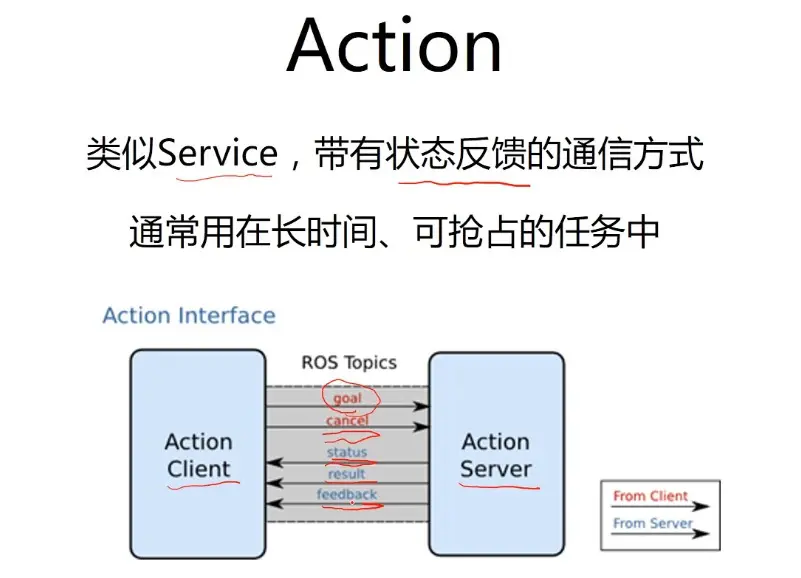 Action
类似Service，带有状态反馈的通信方式
通常用在长时间、可抢占的任务中
Action Interface
ROS Topics
goal
cancel
status
result
feedback
Action
Client
Action
Server
From Client
From Server